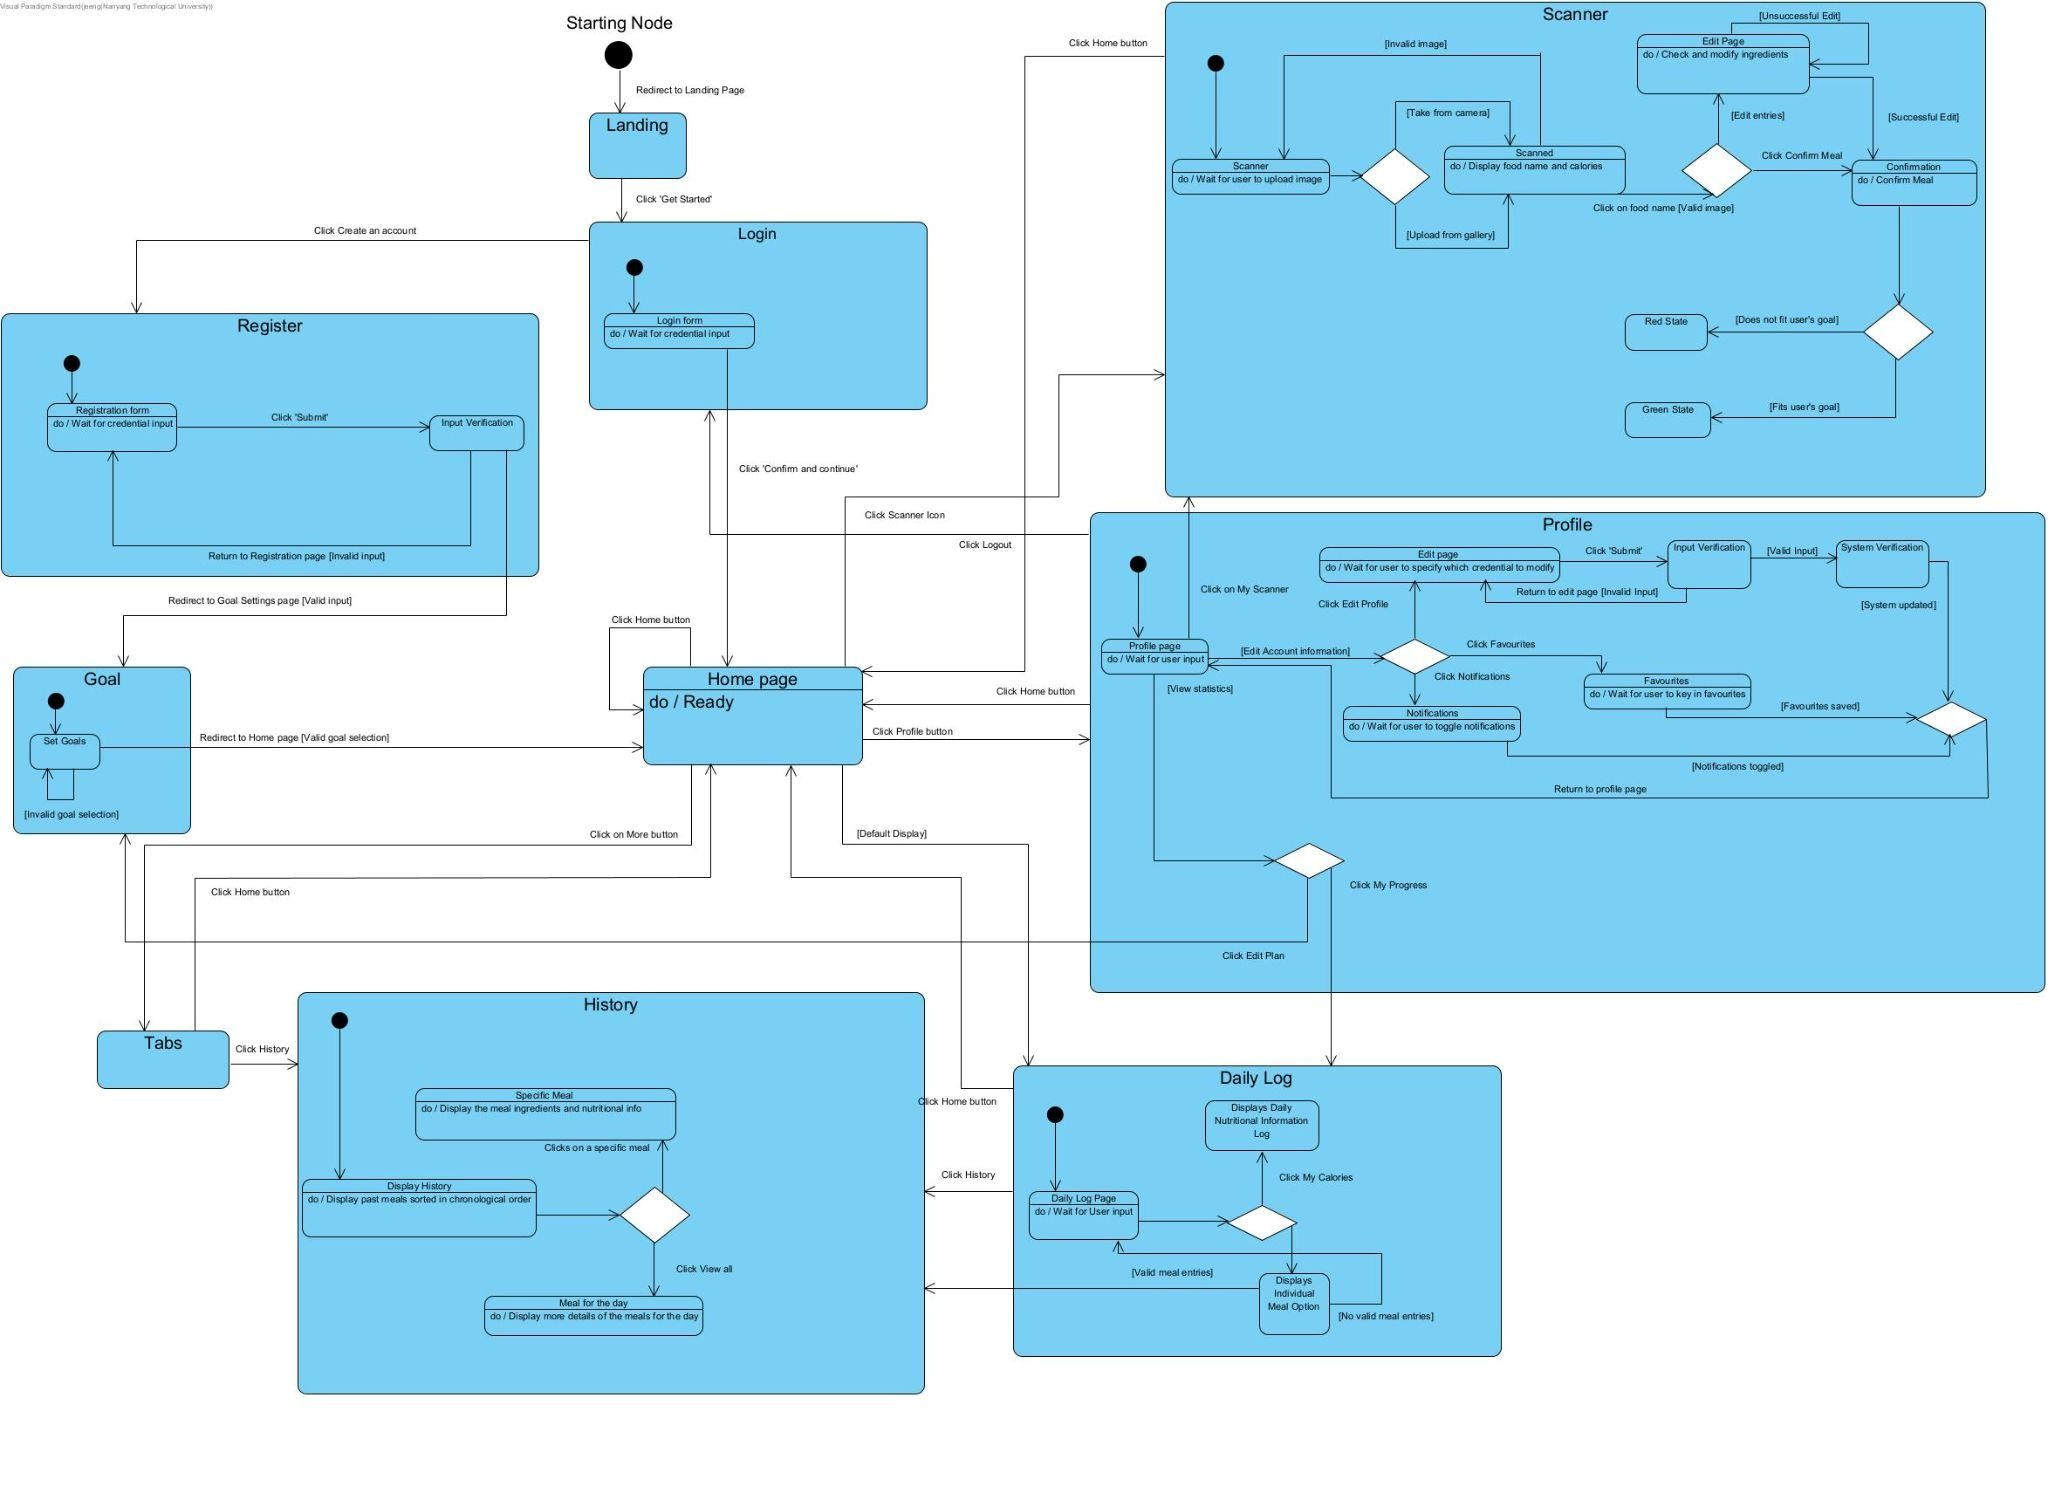 Visual Paradigm Standard(jeeng(Nanyang Technological University))
Starting Node
Redirect to Landing Page
Landing
Click 'Get Started'
Login
Login form
do / Wait for credential input
Click Create an account
Register
Registration form
do / Wait for credential input
Click 'Submit'
Input Verification
Return to Registration page [Invalid input]
Redirect to Goal Settings page [Valid input]
Goal
Set Goals
[Invalid goal selection]
Redirect to Home page [Valid goal selection]
Click 'Confirm and continue'
Click Home button
Home page
do / Ready
Click Scanner Icon
Click Logout
Click Home button
Scanner
Scanner
do / Wait for user to upload image
[Invalid image]
[Take from camera]
[Upload from gallery]
Scanned
do / Display food name and calories
Click on food name [Valid image]
[Unsuccessful Edit]
Edit Page
do / Check and modify ingredients
[Edit entries]
[Successful Edit]
Click Confirm Meal
Confirmation
do / Confirm Meal
Red State
[Does not fit user's goal]
Green State
[Fits user's goal]
Profile
Click on My Scanner
Profile page
do / Wait for user input
[Edit Account information]
[View statistics]
Edit page
do / Wait for user to specify which credential to modify
Click 'Submit'
Input Verification
[Valid Input]
System Verification
Return to edit page [Invalid Input]
[System updated]
Click Edit Profile
Click Favourites
Click Notifications
Favourites
do / Wait for user to key in favourites
[Favourites saved]
Notifications
do / Wait for user to toggle notifications
[Notifications toggled]
Return to profile page
Click My Progress
Click Edit Plan
Click Home button
Click Profile button
Click on More button
[Default Display]
Click Home button
Tabs
Click History
History
Specific Meal
do / Display the meal ingredients and nutritional info
Clicks on a specific meal
Display History
do / Display past meals sorted in chronological order
Click View all
Meal for the day
do / Display more details of the meals for the day
Click Home button
Click History
Daily Log
Displays Daily
Nutritional Information
Log
Click My Calories
Daily Log Page
do / Wait for User input
[Valid meal entries]
Displays
Individual
Meal Option
[No valid meal entries]